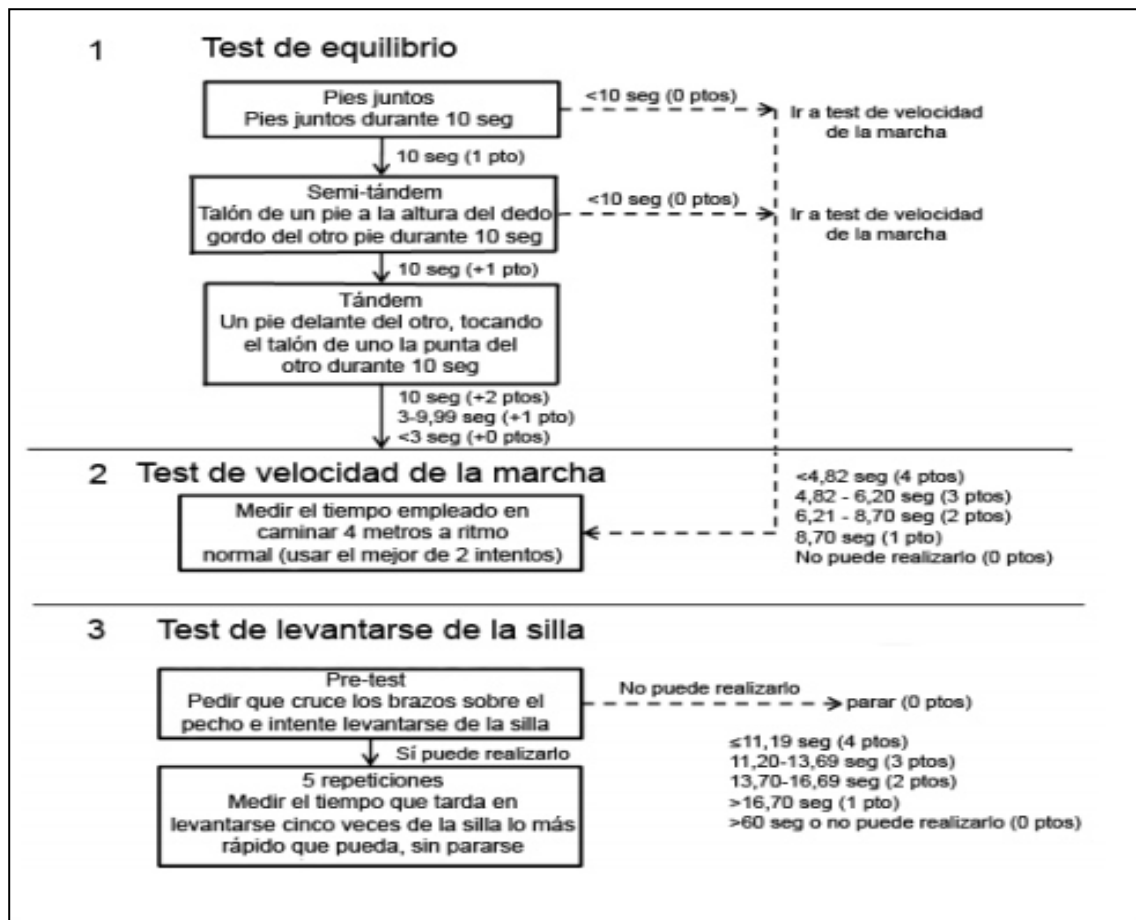 1 Test de equilibrio
Pies juntos
Pies juntos durante 10 seg
<10 seg (0 ptos)
Ir a test de velocidad
de la marcha
10 seg (1 pto)
Semi-tándem
Talón de un pie a la altura del dedo
gordo del otro pie durante 10 seg
<10 seg (0 ptos)
Ir a test de velocidad
de la marcha
10 seg (+1 pto)
Tándem
Un pie delante del otro, tocando
el talón de uno la punta del
otro durante 10 seg
10 seg (+2 ptos)
3-9,99 seg (+1 pto)
<3 seg (+0 ptos)
2 Test de velocidad de la marcha
Medir el tiempo empleado en
caminar 4 metros a ritmo
normal (usar el mejor de 2 intentos)
<4,82 seg (4 ptos)
4,82 - 6,20 seg (3 ptos)
6,21 - 8,70 seg (2 ptos)
8,70 seg (1 pto)
No puede realizarlo (0 ptos)
3 Test de levantarse de la silla
Pre-test
Pedir que cruce los brazos sobre el
pecho e intente levantarse de la silla
No puede realizarlo
parar (0 ptos)
Sí puede realizarlo
5 repeticiones
Medir el tiempo que tarda en
levantarse cinco veces de la silla lo más
rápido que pueda, sin pararse
≤11,19 seg (4 ptos)
11,20-13,69 seg (3 ptos)
13,70-16,69 seg (2 ptos)
>16,70 seg (1 pto)
>60 seg o no puede realizarlo (0 ptos)